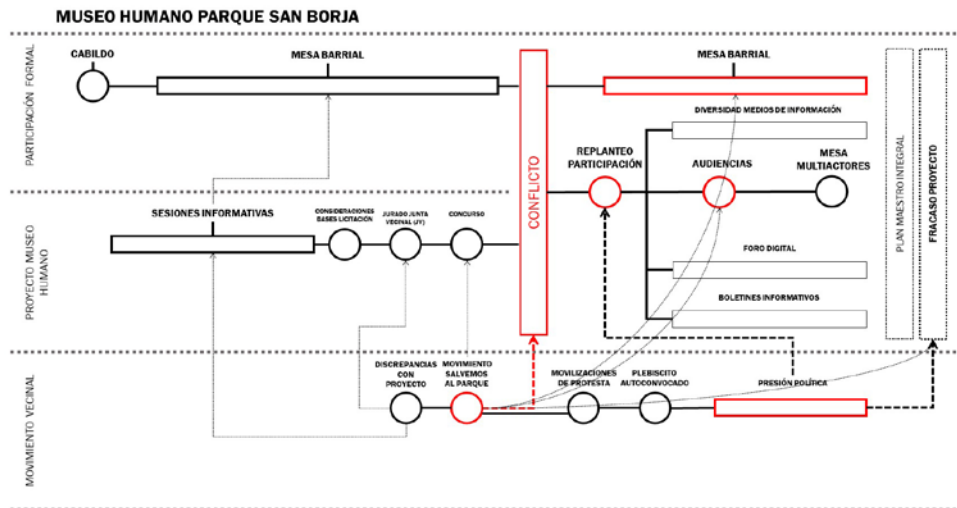 MUSEO HUMANO PARQUE SAN BORJA
PARTICIPACIÓN FORMAL
CABILDO
MESA BARRIAL
MESA BARRIAL
DIVERSIDAD MEDIOS DE INFORMACIÓN
CONFLICTO
REPLANTEO
PARTICIPACIÓN
AUDIENCIAS
MESA
MULTIACTORES
PLAN MAESTRO INTEGRAL
FRACASO PROYECTO
PROYECTO MUSEO
HUMANO
SESIONES INFORMATIVAS
CONSIDERACIONES
BASES LICITACIÓN
JURADO JUNTA
VECINAL (JV)
CONCURSO
FORO DIGITAL
BOLETINES INFORMATIVOS
MOVIMIENTO VECINAL
DISCREPANCIAS
CON
PROYECTO
MOVIMIENTO
SALVEMOS
AL PARQUE
MOVILIZACIONES
DE PROTESTA
PLEBISCITO
AUTOCONVOCADO
PRESIÓN POLÍTICA